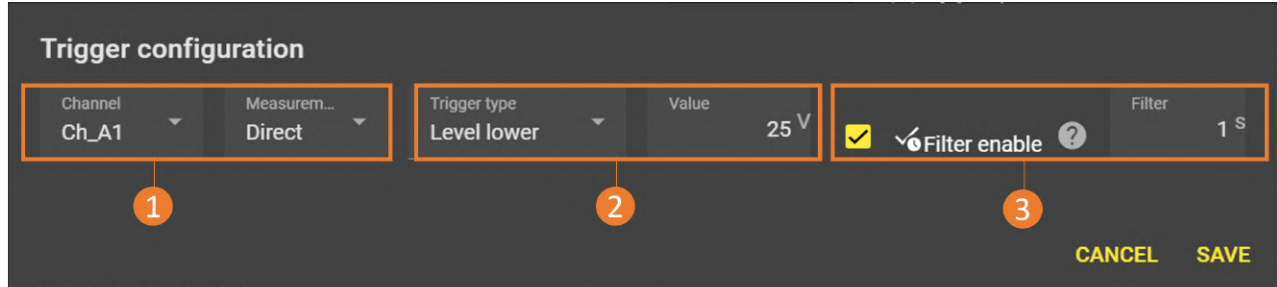 Trigger configuration
Channel
Ch_A1
Measurem...
Direct
Trigger type
Level lower
Value
25 V
Filter enable
?
Filter
1 S
1
2
3
CANCEL
SAVE